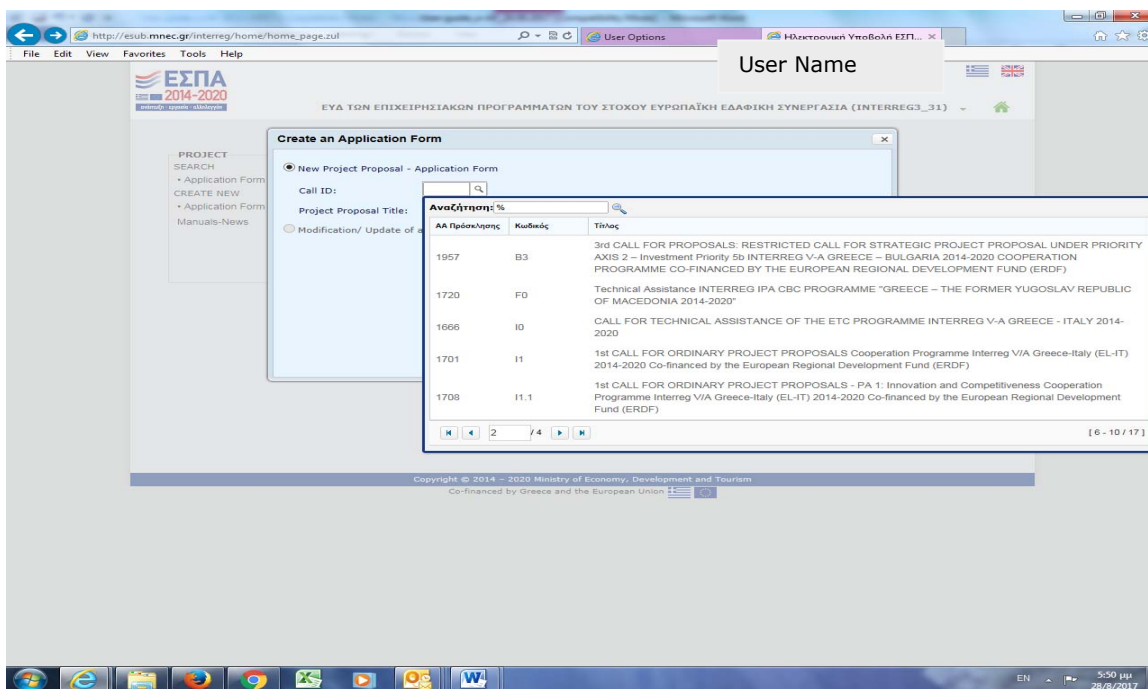 http://esub.mnec.gr/interreg/home/home_page.zul
User Options
Ηλεκτρονική Υποβολή ΕΣΠ...
File Edit View Favorites Tools Help
User Name
ΕΣΠΑ
2014-2020
ανάπτυξη - εργασία - αλληλεγγύη
ΕΥΔ ΤΩΝ ΕΠΙΧΕΙΡΗΣΙΑΚΩΝ ΠΡΟΓΡΑΜΜΑΤΩΝ ΤΟΥ ΣΤΟΧΟΥ ΕΥΡΩΠΑΪΚΗ ΕΔΑΦΙΚΗ ΣΥΝΕΡΓΑΣΙΑ (INTERREG3_31)
PROJECT
SEARCH
• Application Form
CREATE NEW
• Application Form
Manuals-News
Create an Application Form
New Project Proposal - Application Form
Call ID:
Project Proposal Title:
Modification/ Update of a
Αναζήτηση: %
ΑΑ Πρόσκλησης Κωδικός Τίτλος
1957 B3 3rd CALL FOR PROPOSALS: RESTRICTED CALL FOR STRATEGIC PROJECT PROPOSAL UNDER PRIORITY
AXIS 2 – Investment Priority 5b INTERREG V-A GREECE – BULGARIA 2014-2020 COOPERATION
PROGRAMME CO-FINANCED BY THE EUROPEAN REGIONAL DEVELOPMENT FUND (ERDF)
1720 F0 Technical Assistance INTERREG IPA CBC PROGRAMME "GREECE – THE FORMER YUGOSLAV REPUBLIC
OF MACEDONIA 2014-2020"
1666 I0 CALL FOR TECHNICAL ASSISTANCE OF THE ETC PROGRAMME INTERREG V-A GREECE - ITALY 2014-
2020
1701 I1 1st CALL FOR ORDINARY PROJECT PROPOSALS Cooperation Programme Interreg V/A Greece-Italy (EL-IT)
2014-2020 Co-financed by the European Regional Development Fund (ERDF)
1708 I1.1 1st CALL FOR ORDINARY PROJECT PROPOSALS - PA 1: Innovation and Competitiveness Cooperation
Programme Interreg V/A Greece-Italy (EL-IT) 2014-2020 Co-financed by the European Regional Development
Fund (ERDF)
2 / 4
[ 6 - 10 / 17 ]
Copyright © 2014 – 2020 Ministry of Economy, Development and Tourism
Co-financed by Greece and the European Union
EN
5:50 μμ
28/8/2017